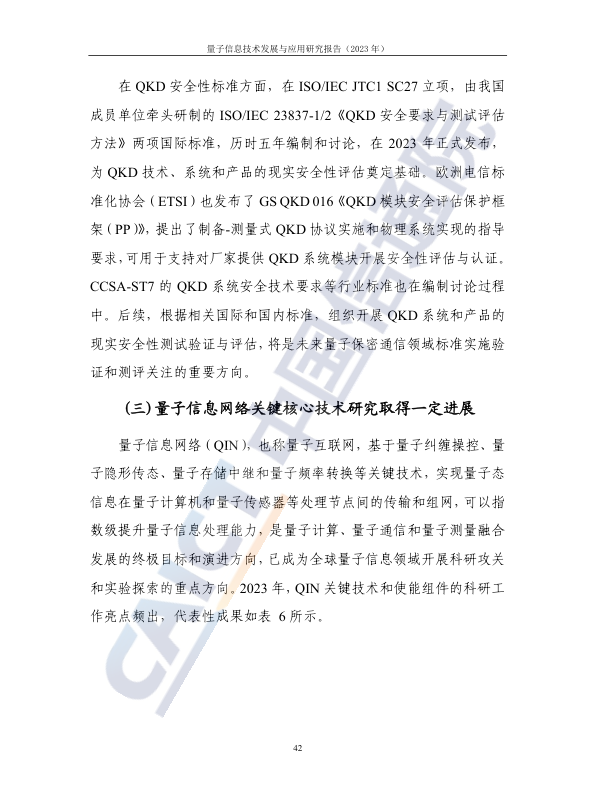 量子信息技术发展与应用研究报告（2023 年）
在 QKD 安全性标准方面，在 ISO/IEC JTC1 SC27 立项，由我国
成员单位牵头研制的 ISO/IEC 23837-1/2《QKD 安全要求与测试评估
方法》两项国际标准，历时五年编制和讨论，在 2023 年正式发布，
为 QKD 技术、系统和产品的现实安全性评估奠定基础。欧洲电信标
准化协会（ETSI）也发布了 GS QKD 016《QKD 模块安全评估保护框
架（PP）》，提出了制备-测量式 QKD 协议实施和物理系统实现的指导
要求，可用于支持对厂家提供 QKD 系统模块开展安全性评估与认证。
CCSA-ST7 的 QKD 系统安全技术要求等行业标准也在编制讨论过程
中。后续，根据相关国际和国内标准，组织开展 QKD 系统和产品的
现实安全性测试验证与评估，将是未来量子保密通信领域标准实施验
证和测评关注的重要方向。
(三)量子信息网络关键核心技术研究取得一定进展
量子信息网络（QIN），也称量子互联网，基于量子纠缠操控、量
子隐形传态、量子存储中继和量子频率转换等关键技术，实现量子态
信息在量子计算机和量子传感器等处理节点间的传输和组网，可以指
数级提升量子信息处理能力，是量子计算、量子通信和量子测量融合
发展的终极目标和演进方向，已成为全球量子信息领域开展科研攻关
和实验探索的重点方向。2023 年，QIN 关键技术和使能组件的科研工
作亮点频出，代表性成果如表 6 所示。
CAICT 中国信通院
42